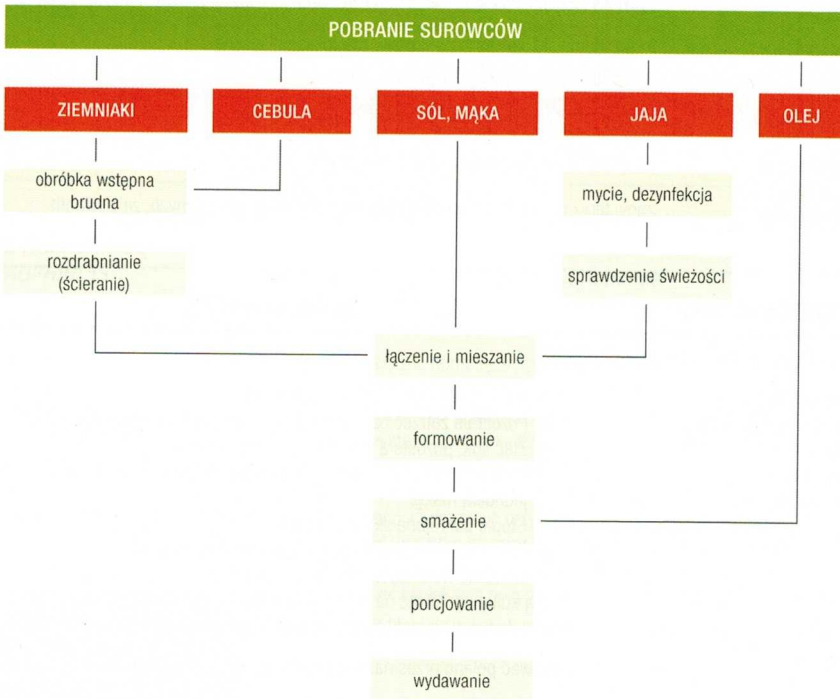 POBRANIE SUROWCÓW
ZIEMNIAKI
CEBULA
SÓL, MĄKA
JAJA
OLEJ
obróbka wstępna
brudna
mycie, dezynfekcja
rozdrabnianie
(ścieranie)
sprawdzenie świeżości
łączenie i mieszanie
formowanie
smażenie
porcjowanie
wydawanie